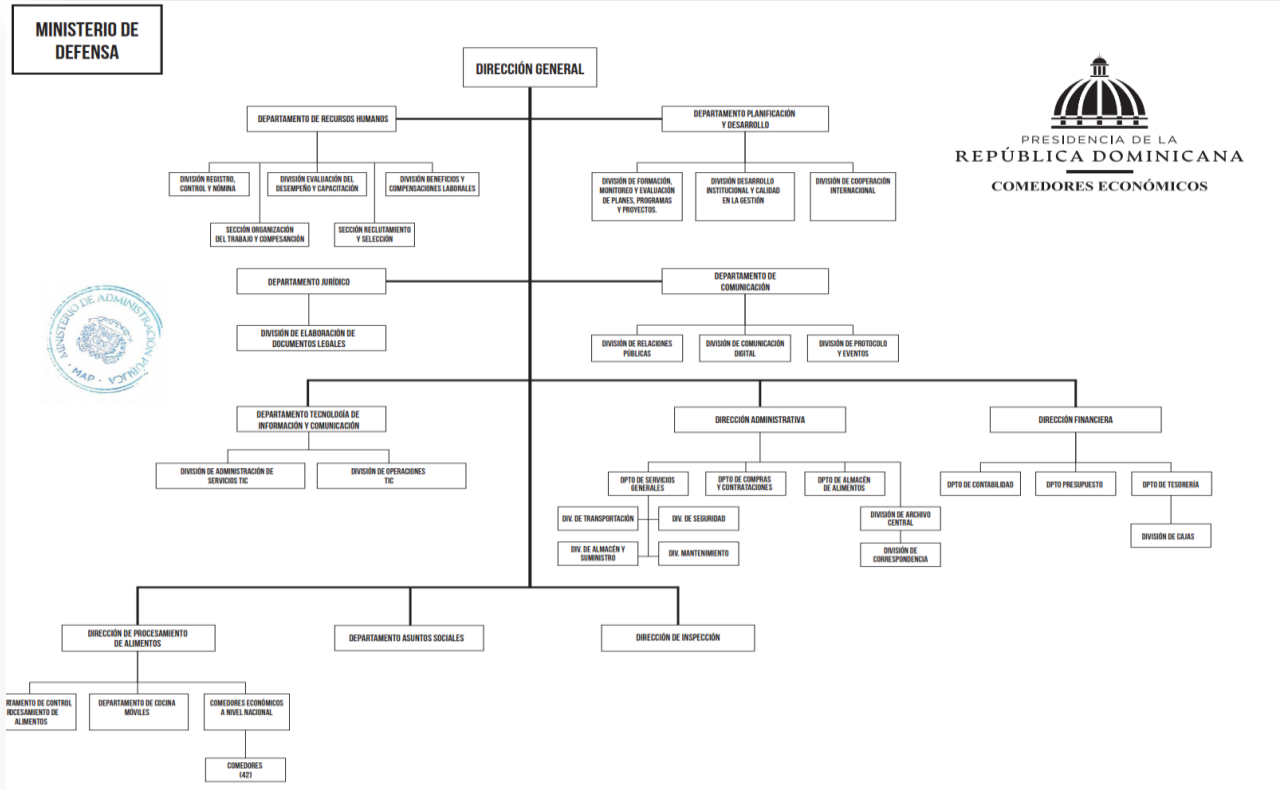 MINISTERIO DE
DEFENSA
DIRECCIÓN GENERAL
PRESIDENCIA DE LA
REPÚBLICA DOMINICANA
COMEDORES ECONÓMICOS
DEPARTAMENTO DE RECURSOS HUMANOS
DEPARTAMENTO PLANIFICACIÓN
Y DESARROLLO
DIVISIÓN REGISTRO,
CONTROL Y NÓMINA
DIVISIÓN EVALUACIÓN DEL
DESEMPEÑO Y CAPACITACIÓN
DIVISIÓN BENEFICIOS Y
COMPENSACIONES LABORALES
SECCIÓN ORGANIZACIÓN
DEL TRABAJO Y COMPESANCIÓN
SECCIÓN RECLUTAMIENTO
Y SELECCIÓN
DIVISIÓN DE FORMACIÓN,
MONITOREO Y EVALUACIÓN
DE PLANES, PROGRAMAS
Y PROYECTOS.
DIVISIÓN DESARROLLO
INSTITUCIONAL Y CALIDAD
EN LA GESTIÓN
DIVISIÓN DE COOPERACIÓN
INTERNACIONAL
DEPARTAMENTO JURÍDICO
DEPARTAMENTO DE
COMUNICACIÓN
DIVISIÓN DE ELABORACIÓN DE
DOCUMENTOS LEGALES
DIVISIÓN DE RELACIONES
PÚBLICAS
DIVISIÓN DE COMUNICACIÓN
DIGITAL
DIVISIÓN DE PROTOCOLO
Y EVENTOS
MINISTERIO DE ADMINISTRACIÓN PÚBLICA
· MAP ·
DEPARTAMENTO TECNOLOGÍA DE
INFORMACIÓN Y COMUNICACIÓN
DIRECCIÓN ADMINISTRATIVA
DIRECCIÓN FINANCIERA
DIVISIÓN DE ADMINISTRACIÓN DE
SERVICIOS TIC
DIVISIÓN DE OPERACIONES
TIC
DPTO DE SERVICIOS
GENERALES
DPTO DE COMPRAS
Y CONTRATACIONES
DPTO DE ALMACÉN
DE ALIMENTOS
DPTO DE CONTABILIDAD
DPTO PRESUPUESTO
DPTO DE TESORERÍA
DIV. DE TRANSPORTACIÓN
DIV. DE SEGURIDAD
DIVISIÓN DE ARCHIVO
CENTRAL
DIVISIÓN DE CAJAS
DIV. DE ALMACÉN Y
SUMINISTRO
DIV. MANTENIMIENTO
DIVISIÓN DE
CORRESPONDENCIA
DIRECCIÓN DE PROCESAMIENTO
DE ALIMENTOS
DEPARTAMENTO ASUNTOS SOCIALES
DIRECCIÓN DE INSPECCIÓN
RTAMENTO DE CONTROL
ROCESAMIENTO DE
ALIMENTOS
DEPARTAMENTO DE COCINA
MÓVILES
COMEDORES ECONÓMICOS
A NIVEL NACIONAL
COMEDORES
(42)